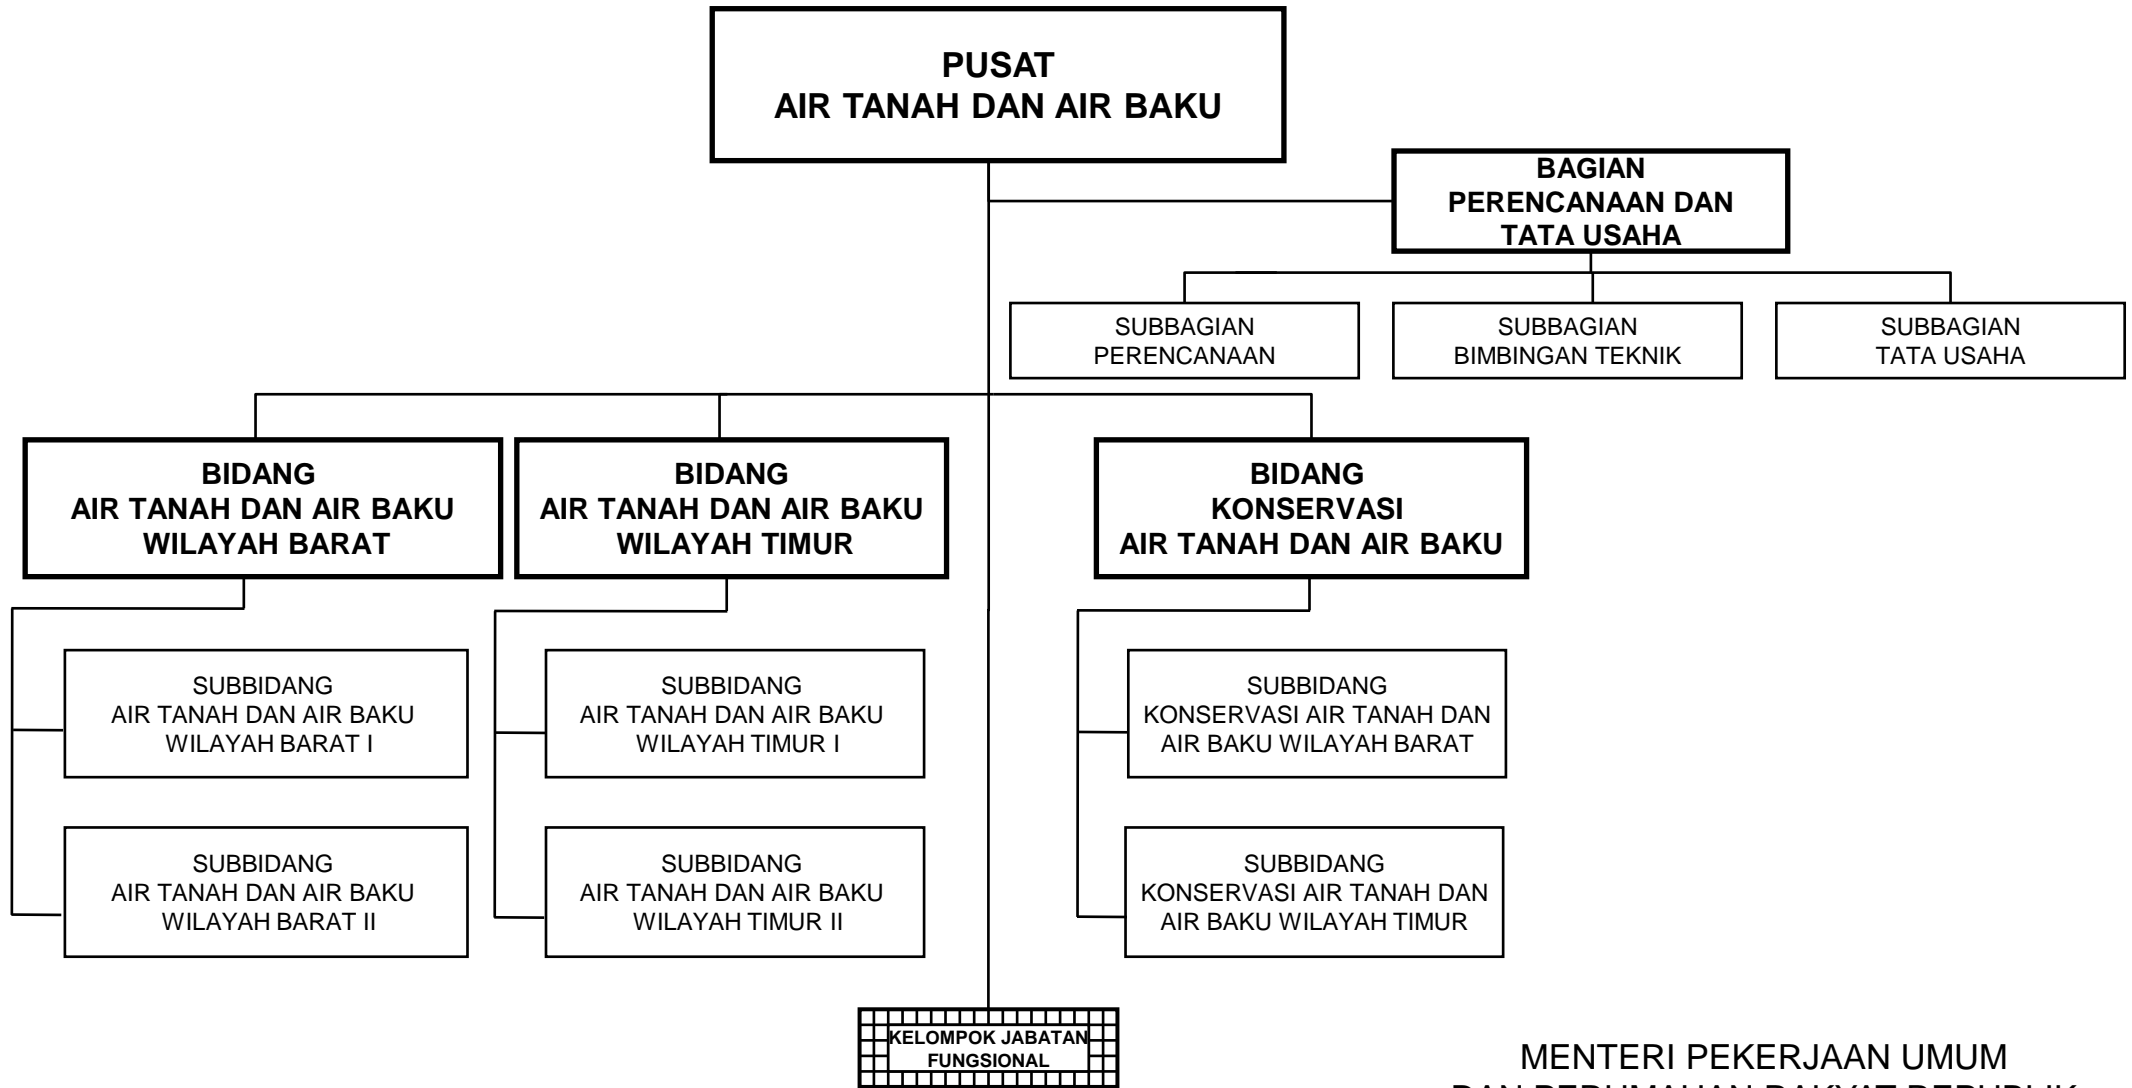 PUSAT
AIR TANAH DAN AIR BAKU
BAGIAN
PERENCANAAN DAN
TATA USAHA
SUBBAGIAN
PERENCANAAN
SUBBAGIAN
BIMBINGAN TEKNIK
SUBBAGIAN
TATA USAHA
BIDANG
AIR TANAH DAN AIR BAKU
WILAYAH BARAT
BIDANG
AIR TANAH DAN AIR BAKU
WILAYAH TIMUR
BIDANG
KONSERVASI
AIR TANAH DAN AIR BAKU
SUBBIDANG
AIR TANAH DAN AIR BAKU
WILAYAH BARAT I
SUBBIDANG
AIR TANAH DAN AIR BAKU
WILAYAH TIMUR I
SUBBIDANG
KONSERVASI AIR TANAH DAN
AIR BAKU WILAYAH BARAT
SUBBIDANG
AIR TANAH DAN AIR BAKU
WILAYAH BARAT II
SUBBIDANG
AIR TANAH DAN AIR BAKU
WILAYAH TIMUR II
SUBBIDANG
KONSERVASI AIR TANAH DAN
AIR BAKU WILAYAH TIMUR
KELOMPOK JABATAN
FUNGSIONAL
MENTERI PEKERJAAN UMUM
DAN PERUMAHAN RAKYAT REPUBLIK